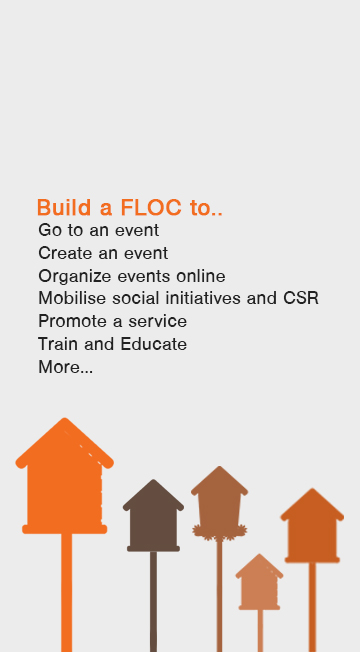 Build a FLOC to..
Go to an event
Create an event
Organize events online
Mobilise social initiatives and CSR
Promote a service
Train and Educate
More...